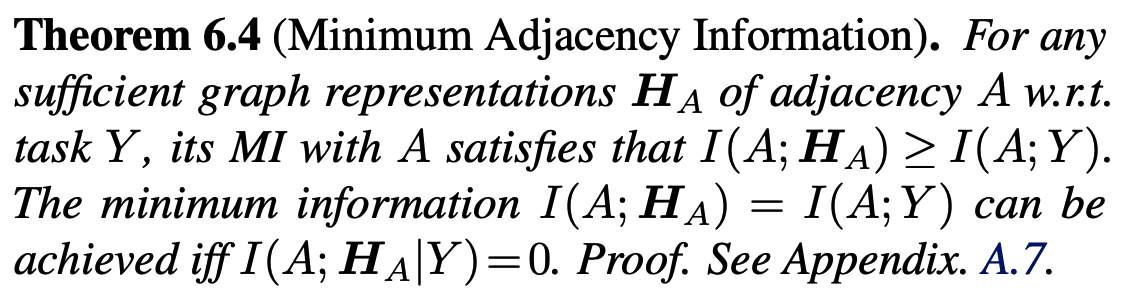 Theorem 6.4 (Minimum Adjacency Information). For any
sufficient graph representations H_A of adjacency A w.r.t.
task Y, its MI with A satisfies that I(A; H_A) ≥ I(A; Y).
The minimum information I(A; H_A) = I(A; Y) can be
achieved iff I(A; H_A|Y)=0. Proof. See Appendix. A.7.